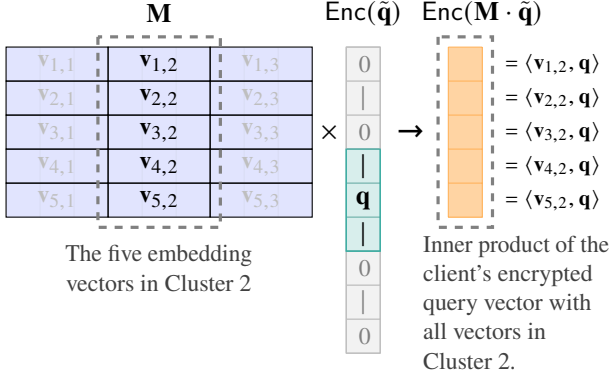 M Enc(q̃) Enc(M · q̃)
v1,1 v1,2 v1,3 0 = ⟨v1,2, q⟩
v2,1 v2,2 v2,3 | = ⟨v2,2, q⟩
v3,1 v3,2 v3,3 × 0 → = ⟨v3,2, q⟩
v4,1 v4,2 v4,3 | = ⟨v4,2, q⟩
v5,1 v5,2 v5,3 q = ⟨v5,2, q⟩
|
0
|
0
The five embedding
vectors in Cluster 2
Inner product of the
client's encrypted
query vector with
all vectors in
Cluster 2.